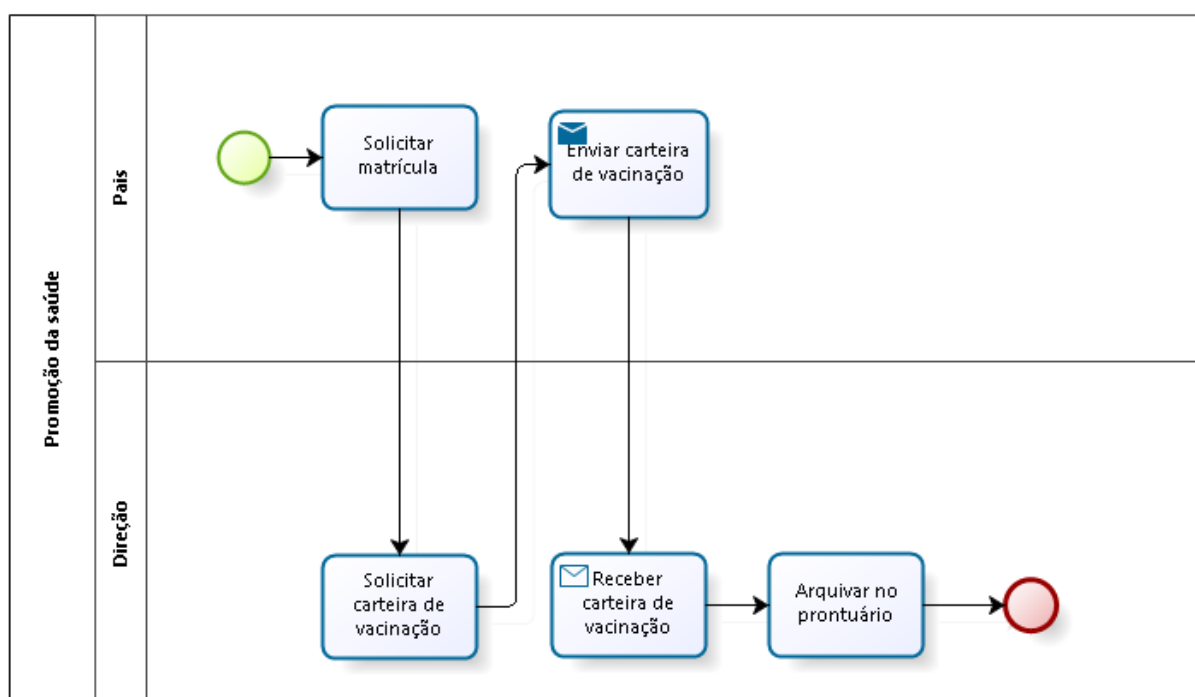 Promoção da saúde
Pais
Solicitar
matrícula
Enviar carteira
de vacinação
Direção
Solicitar
carteira de
vacinação
Receber
carteira de
vacinação
Arquivar no
prontuário